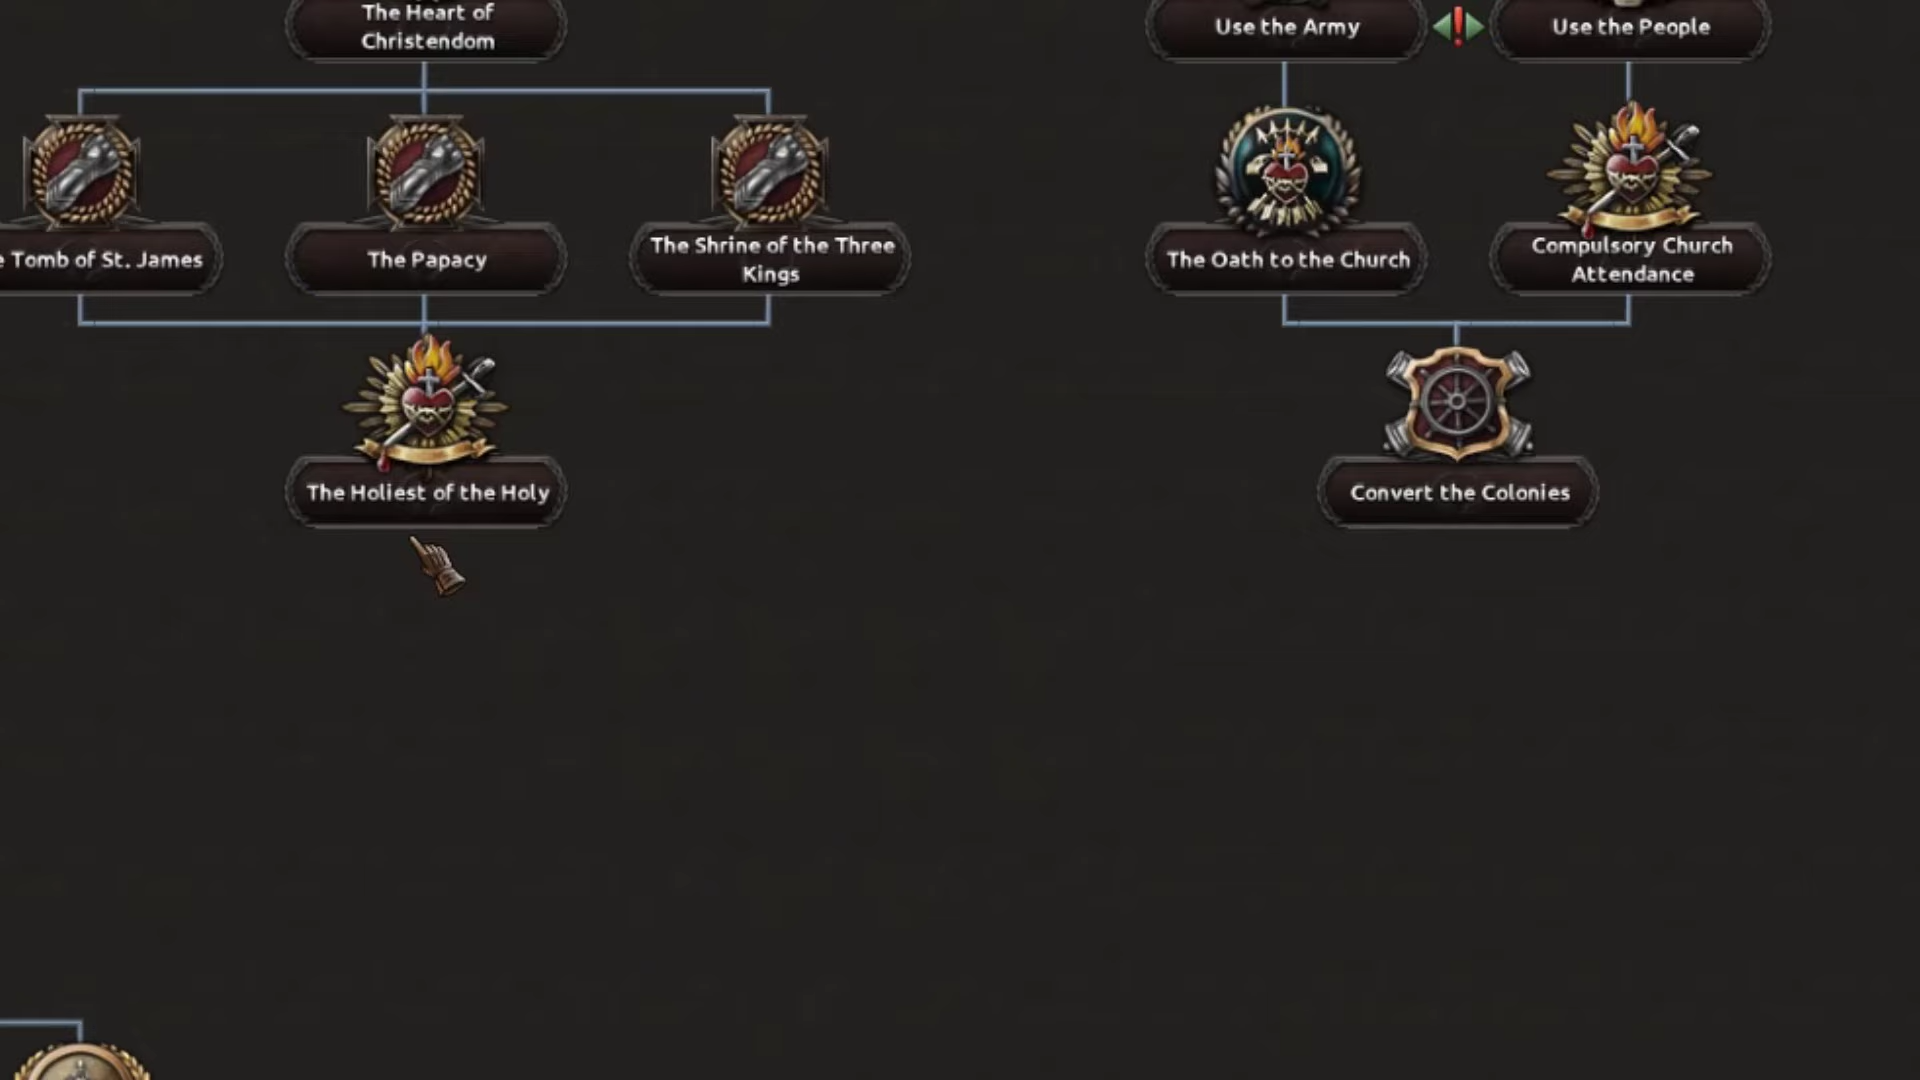 The Heart of
Christendom
Use the Army
Use the People
Tomb of St. James
The Papacy
The Shrine of the Three
Kings
The Oath to the Church
Compulsory Church
Attendance
The Holiest of the Holy
Convert the Colonies